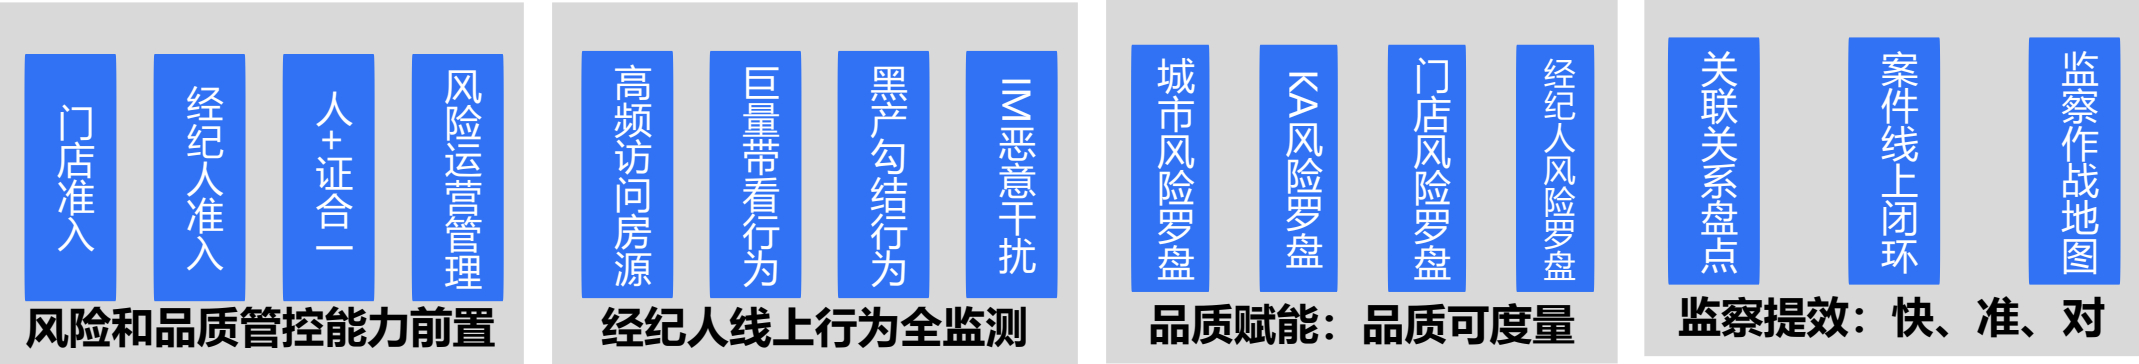 门店准入
经纪人准入
人+证合一
风险运营管理
风险和品质管控能力前置
高频访问房源
巨量带看行为
黑产勾结行为
IM恶意干扰
经纪人线上行为全监测
城市风险罗盘
KA风险罗盘
门店风险罗盘
经纪人风险罗盘
品质赋能：品质可度量
关联关系盘点
案件线上闭环
监察作战地图
监察提效：快、准、对